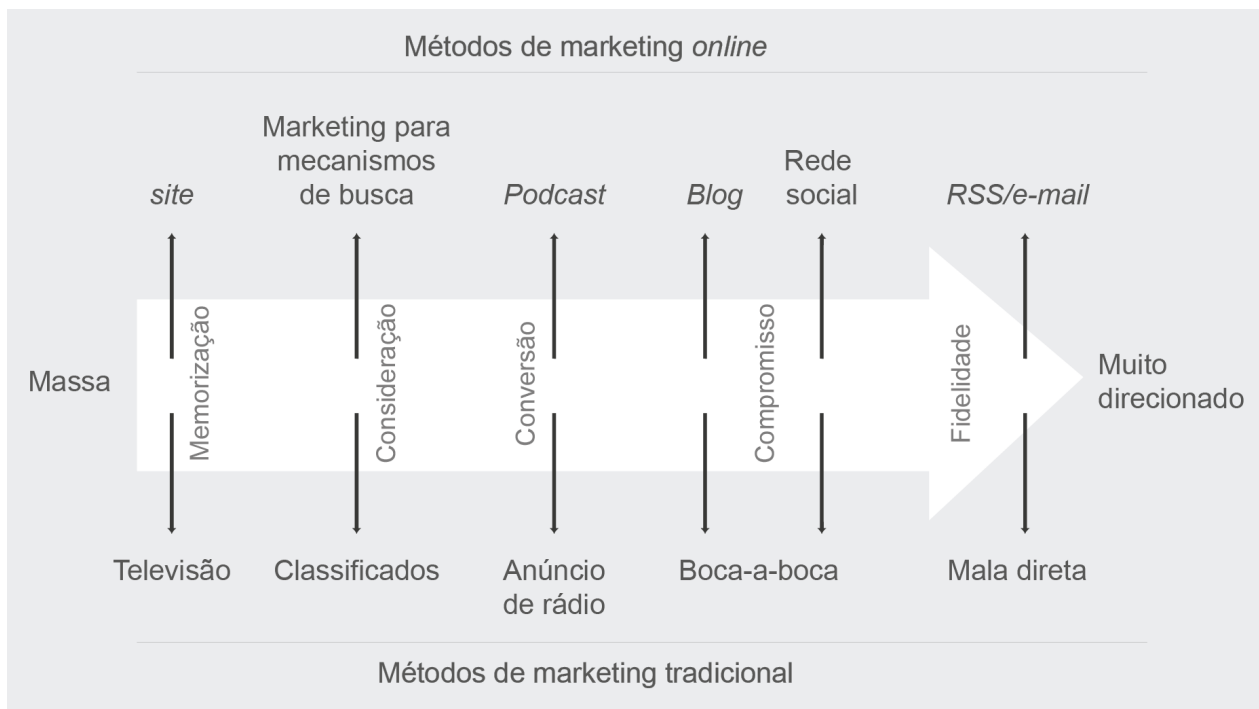 Métodos de marketing online
Marketing para
mecanismos
de busca
Rede
social
site
Podcast
Blog
RSS/e-mail
Massa
Memorização
Consideração
Conversão
Compromisso
Fidelidade
Muito
direcionado
Televisão
Classificados
Anúncio
de rádio
Boca-a-boca
Mala direta
Métodos de marketing tradicional